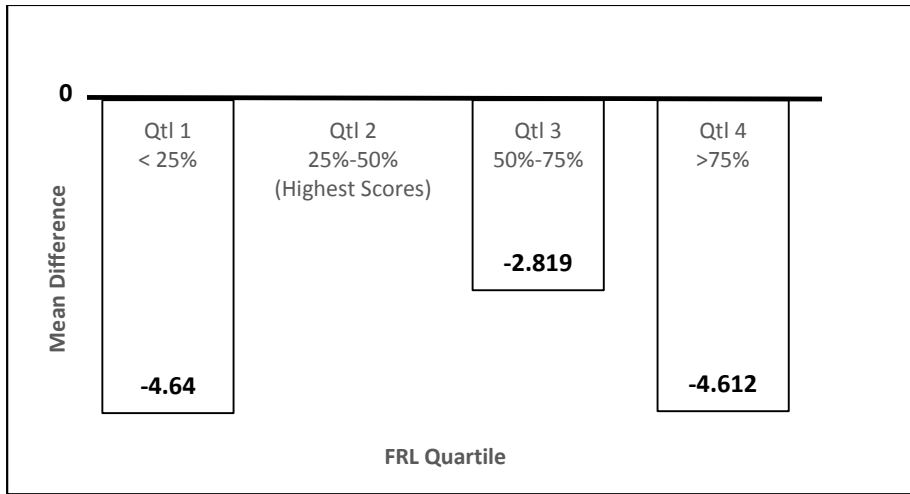 0
Qtl 1
< 25%
Qtl 2
25%-50%
(Highest Scores)
Qtl 3
50%-75%
Qtl 4
>75%
-2.819
-4.64
-4.612
Mean Difference
FRL Quartile